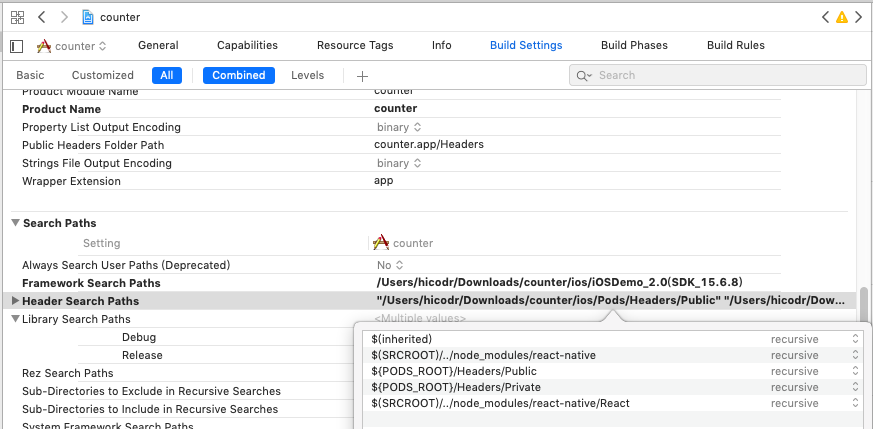 counter
counter General Capabilities Resource Tags Info Build Settings Build Phases Build Rules
Basic Customized All Combined Levels + Search
Product Module Name counter
Product Name counter
Property List Output Encoding binary
Public Headers Folder Path counter.app/Headers
Strings File Output Encoding binary
Wrapper Extension app
Search Paths
Setting counter
Always Search User Paths (Deprecated) No
Framework Search Paths /Users/hicodr/Downloads/counter/ios/iOSDemo_2.0(SDK_15.6.8)
Header Search Paths "/Users/hicodr/Downloads/counter/ios/Pods/Headers/Public" "/Users/hicodr/Dow...
Library Search Paths <Multiple values>
Debug
Release
Rez Search Paths
Sub-Directories to Exclude in Recursive Searches
Sub-Directories to Include in Recursive Searches
System Framework Search Paths
$(inherited) recursive
$(SRCROOT)/../node_modules/react-native recursive
${PODS_ROOT}/Headers/Public recursive
${PODS_ROOT}/Headers/Private recursive
$(SRCROOT)/../node_modules/react-native/React recursive